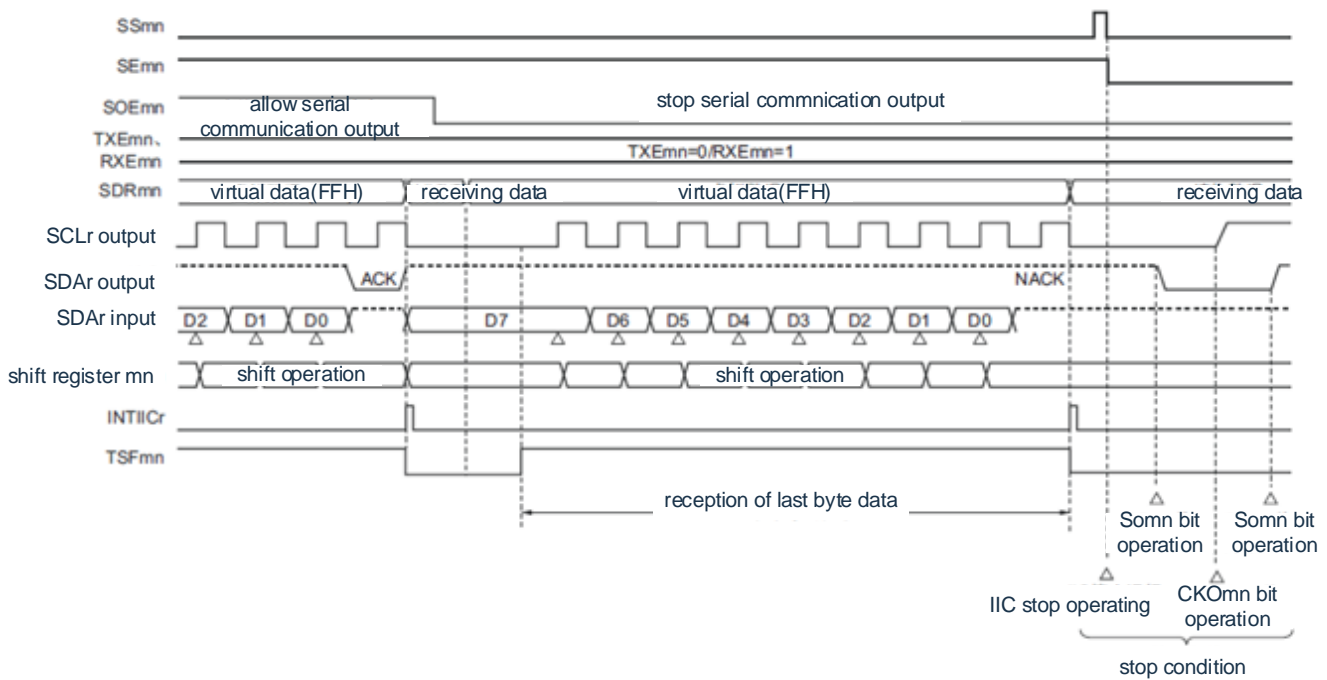 SSmn
SEmn
SOEmn
allow serial
communication output
stop serial commnication output
TXEmn、
RXEmn
TXEmn=0/RXEmn=1
SDRmn
virtual data(FFH)
receiving data
virtual data(FFH)
receiving data
SCLr output
SDAr output
ACK
NACK
SDAr input
D2 D1 D0 D7 D6 D5 D4 D3 D2 D1 D0
shift register mn
shift operation
shift operation
INTIICr
TSFmn
reception of last byte data
Somn bit
operation
Somn bit
operation
IIC stop operating
CKOmn bit
operation
stop condition